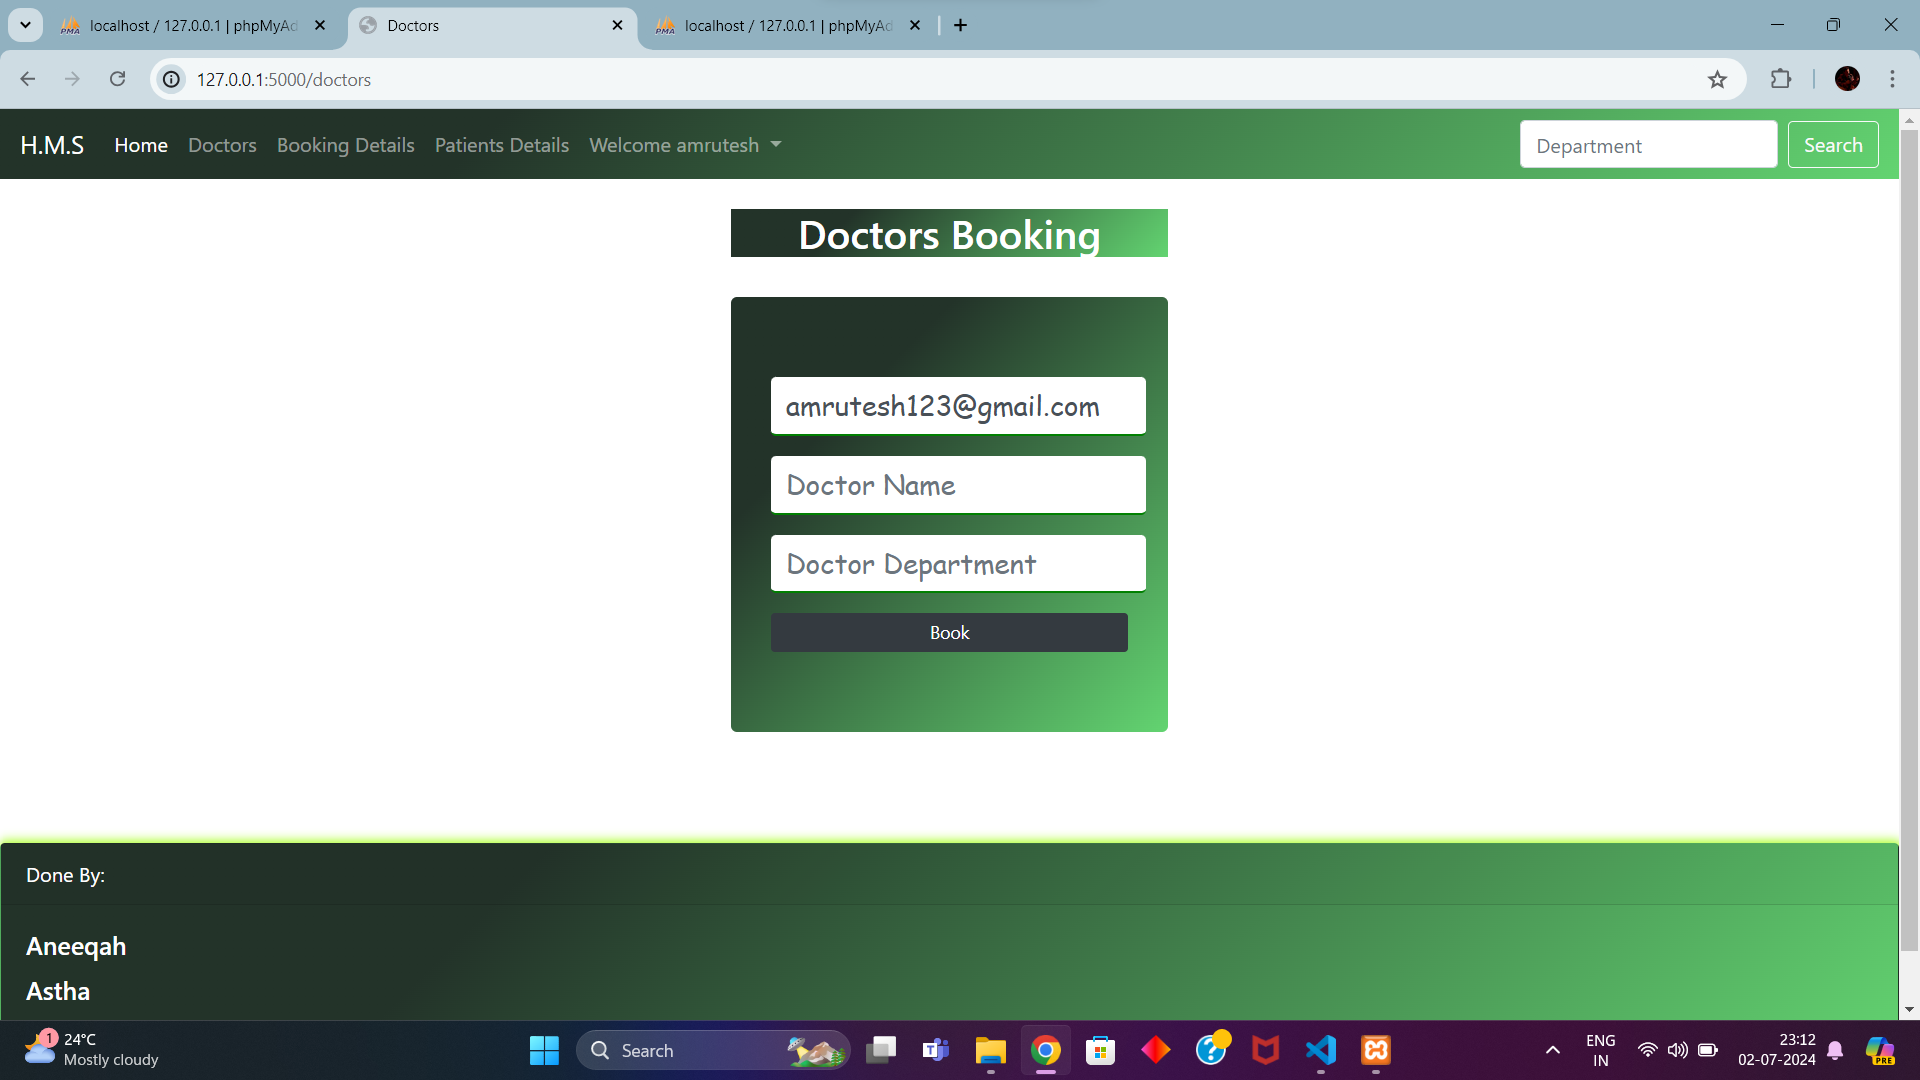 localhost / 127.0.0.1 | phpMyAd
Doctors
localhost / 127.0.0.1 | phpMyAd
127.0.0.1:5000/doctors
H.M.S Home Doctors Booking Details Patients Details Welcome amrutesh Department Search
Doctors Booking
amrutesh123@gmail.com
Doctor Name
Doctor Department
Book
Done By:
Aneeqah
Astha
1
24°C
Mostly cloudy
Search
ENG
IN
23:12
02-07-2024
PRE